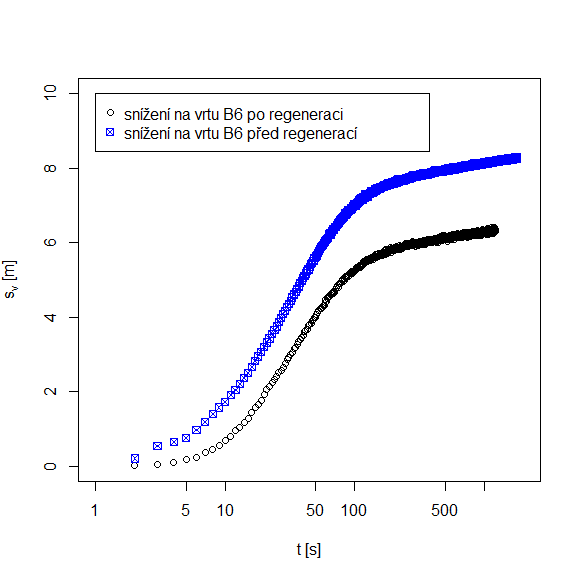 snížení na vrtu B6 po regeneraci
snížení na vrtu B6 před regenerací
10
8
6
4
2
0
sv [m]
1 5 10 50 100 500
t [s]